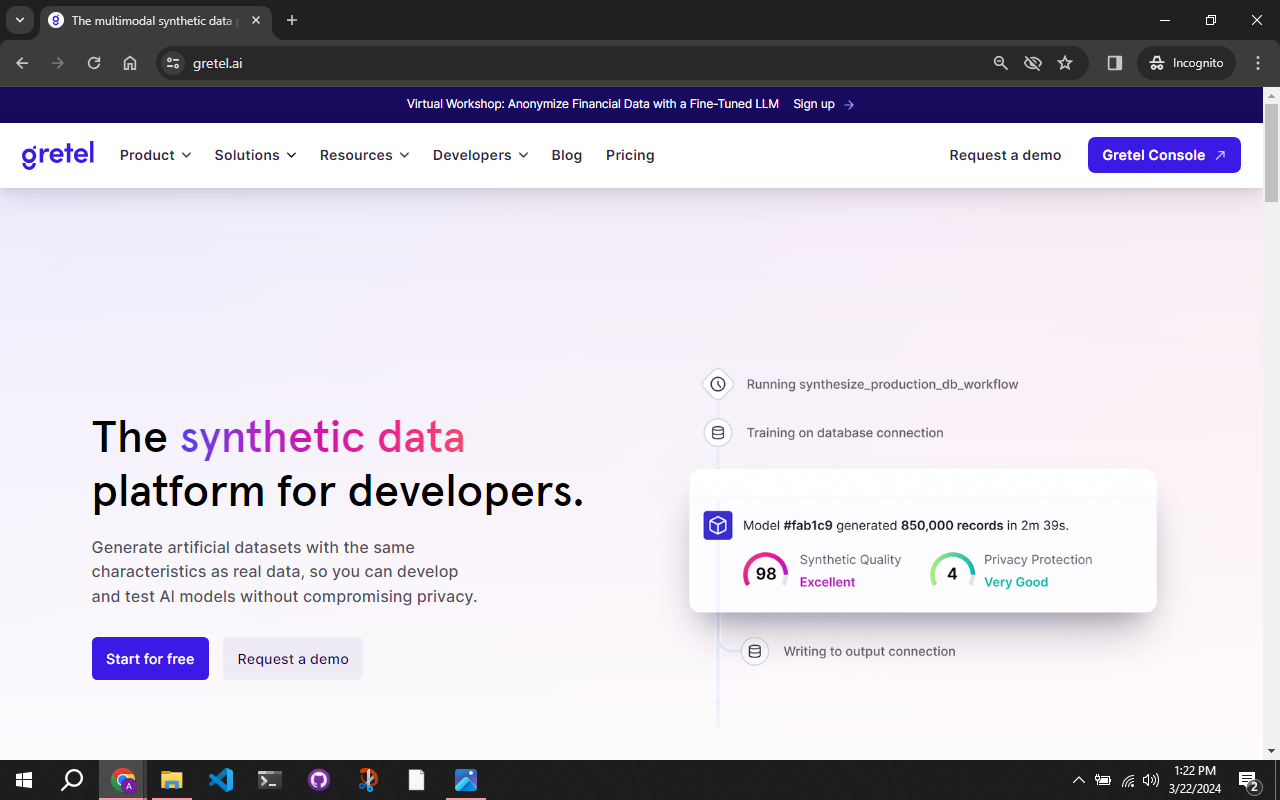 The multimodal synthetic data
gretel.ai
Incognito
Virtual Workshop: Anonymize Financial Data with a Fine-Tuned LLM Sign up
gretel Product Solutions Resources Developers Blog Pricing Request a demo Gretel Console
Running synthesize_production_db_workflow
Training on database connection
The synthetic data
platform for developers.
Generate artificial datasets with the same
characteristics as real data, so you can develop
and test AI models without compromising privacy.
Start for free Request a demo
Model #fab1c9 generated 850,000 records in 2m 39s.
98 Synthetic Quality
Excellent
4 Privacy Protection
Very Good
Writing to output connection
A
1:22 PM
3/22/2024
2